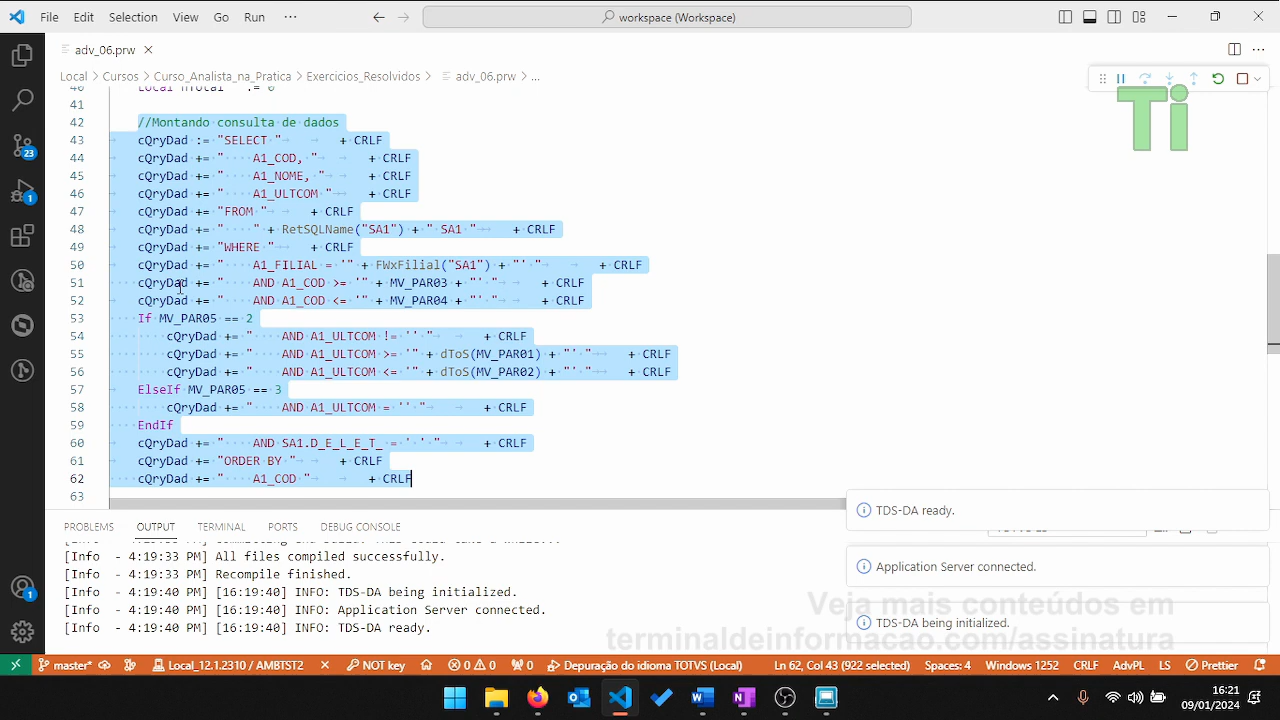 File Edit Selection View Go Run ··· workspace (Workspace)
adv_06.prw
Local > Cursos > Curso_Analista_na_Pratica > Exercicios_Resolvidos > adv_06.prw > ...
Ti
40 Local nTotal := 0
41
42 //Montando consulta de dados
43 cQryDad := "SELECT " + CRLF
44 cQryDad += " A1_COD, " + CRLF
45 cQryDad += " A1_NOME, " + CRLF
46 cQryDad += " A1_ULTCOM " + CRLF
47 cQryDad += "FROM " + CRLF
48 cQryDad += " " + RetSQLName("SA1") + " SA1 " + CRLF
49 cQryDad += "WHERE " + CRLF
50 cQryDad += " A1_FILIAL = '" + FWxFilial("SA1") + "' " + CRLF
51 cQryDad += " AND A1_COD >= '" + MV_PAR03 + "' " + CRLF
52 cQryDad += " AND A1_COD <= '" + MV_PAR04 + "' " + CRLF
53 If MV_PAR05 == 2
54 cQryDad += " AND A1_ULTCOM != '' " + CRLF
55 cQryDad += " AND A1_ULTCOM >= '" + dToS(MV_PAR01) + "' " + CRLF
56 cQryDad += " AND A1_ULTCOM <= '" + dToS(MV_PAR02) + "' " + CRLF
57 ElseIf MV_PAR05 == 3
58 cQryDad += " AND A1_ULTCOM = '' " + CRLF
59 EndIf
60 cQryDad += " AND SA1.D_E_L_E_T_ = ' ' " + CRLF
61 cQryDad += "ORDER BY " + CRLF
62 cQryDad += " A1_COD " + CRLF
63
PROBLEMS OUTPUT TERMINAL PORTS DEBUG CONSOLE
[Info - 4:19:33 PM] All files compiled successfully.
[Info - 4:19:33 PM] Recompile finished.
[Info - 4:19:40 PM] [16:19:40] INFO: TDS-DA being initialized.
[Info - 4:19:40 PM] [16:19:40] INFO: Application Server connected.
[Info - 4:19:40 PM] [16:19:40] INFO: TDS-DA ready.
TDS-DA ready.
Application Server connected.
TDS-DA being initialized.
Veja mais conteúdos em
terminaldeinformacao.com/assinatura
23
1
1
master* Local_12.1.2310 / AMBTST2 NOT key 0 0 0 Depuração do idioma TOTVS (Local) Ln 62, Col 43 (922 selected) Spaces: 4 Windows 1252 CRLF AdvPL LS Prettier
16:21
09/01/2024